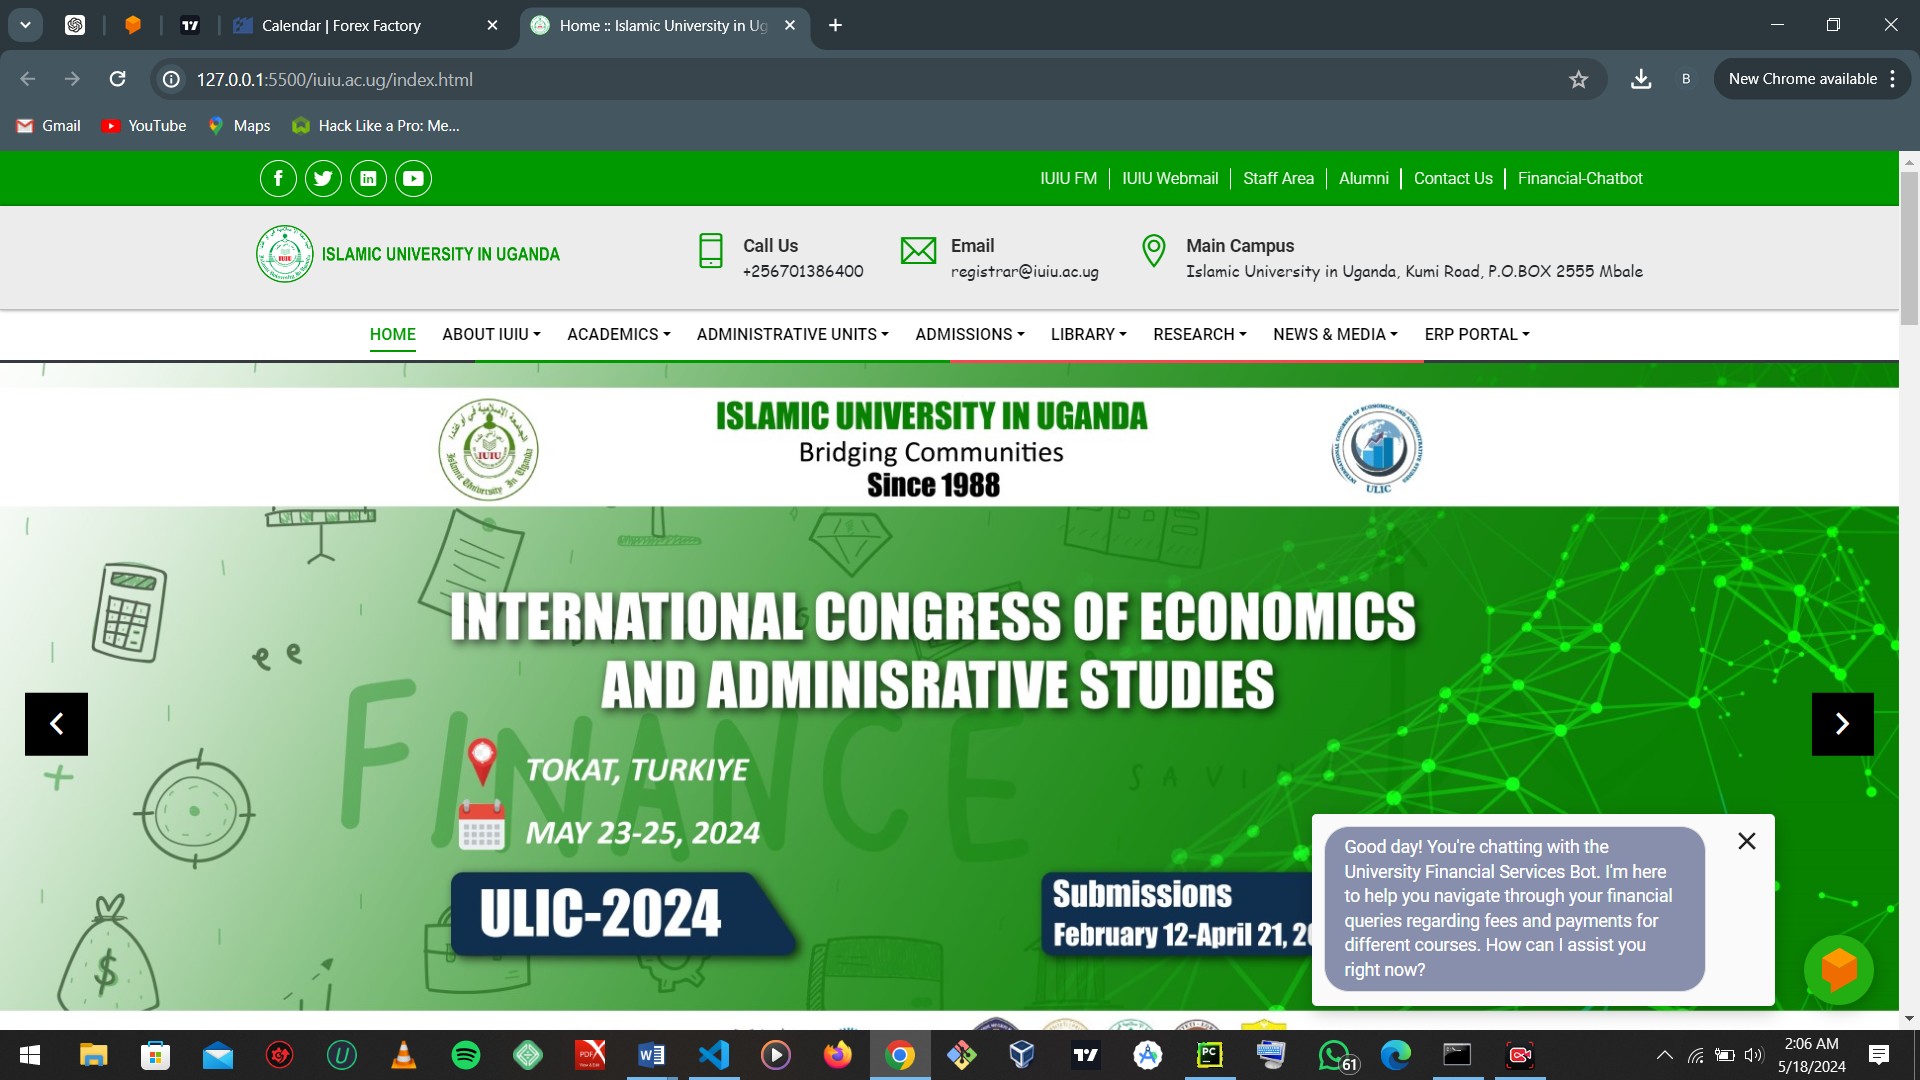 Calendar | Forex Factory
Home :: Islamic University in Ug
127.0.0.1:5500/iuiu.ac.ug/index.html
B
New Chrome available
Gmail
YouTube
Maps
Hack Like a Pro: Me...
IUIU FM
IUIU Webmail
Staff Area
Alumni
Contact Us
Financial-Chatbot
ISLAMIC UNIVERSITY IN UGANDA
Call Us
+256701386400
Email
registrar@iuiu.ac.ug
Main Campus
Islamic University in Uganda, Kumi Road, P.O.BOX 2555 Mbale
HOME
ABOUT IUIU
ACADEMICS
ADMINISTRATIVE UNITS
ADMISSIONS
LIBRARY
RESEARCH
NEWS & MEDIA
ERP PORTAL
IUIU
ISLAMIC UNIVERSITY IN UGANDA
Bridging Communities
Since 1988
ULIC
INTERNATIONAL CONGRESS OF ECONOMICS
AND ADMINISRATIVE STUDIES
FINANCE
SAVIN
TOKAT, TURKIYE
MAY 23-25, 2024
ULIC-2024
Submissions
February 12-April 21, 20
Good day! You're chatting with the
University Financial Services Bot. I'm here
to help you navigate through your financial
queries regarding fees and payments for
different courses. How can I assist you
right now?
61
2:06 AM
5/18/2024